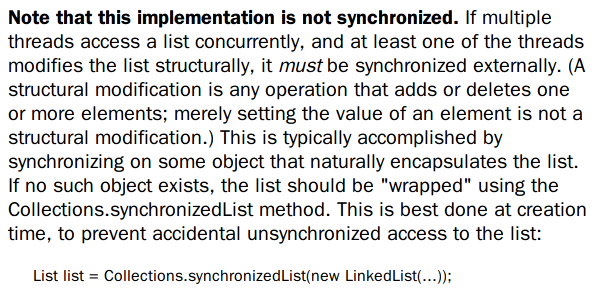 Note that this implementation is not synchronized. If multiple
threads access a list concurrently, and at least one of the threads
modifies the list structurally, it must be synchronized externally. (A
structural modification is any operation that adds or deletes one
or more elements; merely setting the value of an element is not a
structural modification.) This is typically accomplished by
synchronizing on some object that naturally encapsulates the list.
If no such object exists, the list should be "wrapped" using the
Collections.synchronizedList method. This is best done at creation
time, to prevent accidental unsynchronized access to the list:
List list = Collections.synchronizedList(new LinkedList(...));